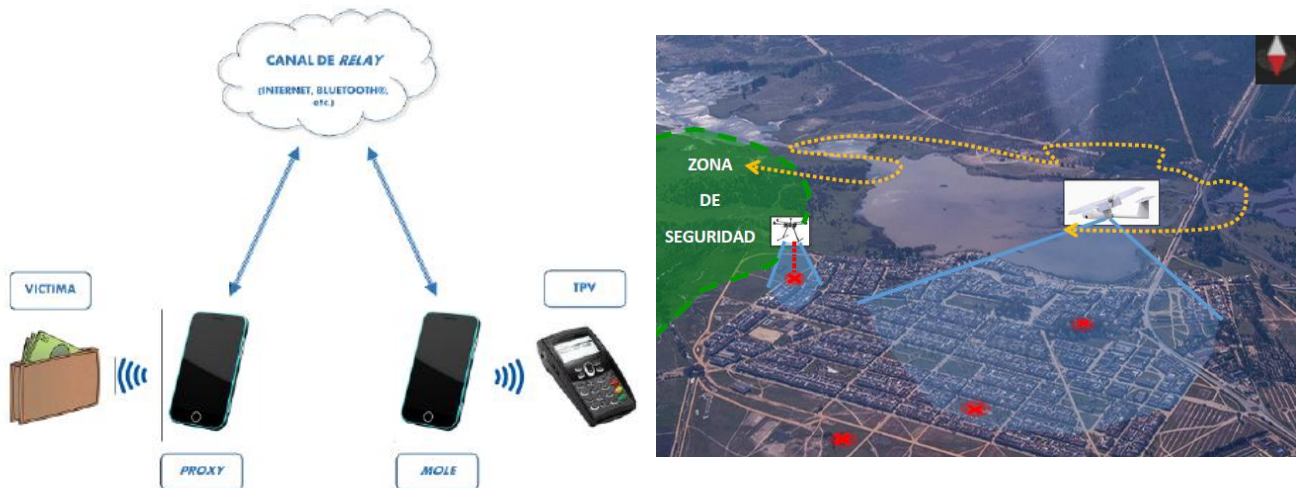 CANAL DE RELAY
(INTERNET, BLUETOOTH®,
etc.)
VICTIMA
TPV
PROXY
MOLE
ZONA
DE
SEGURIDAD